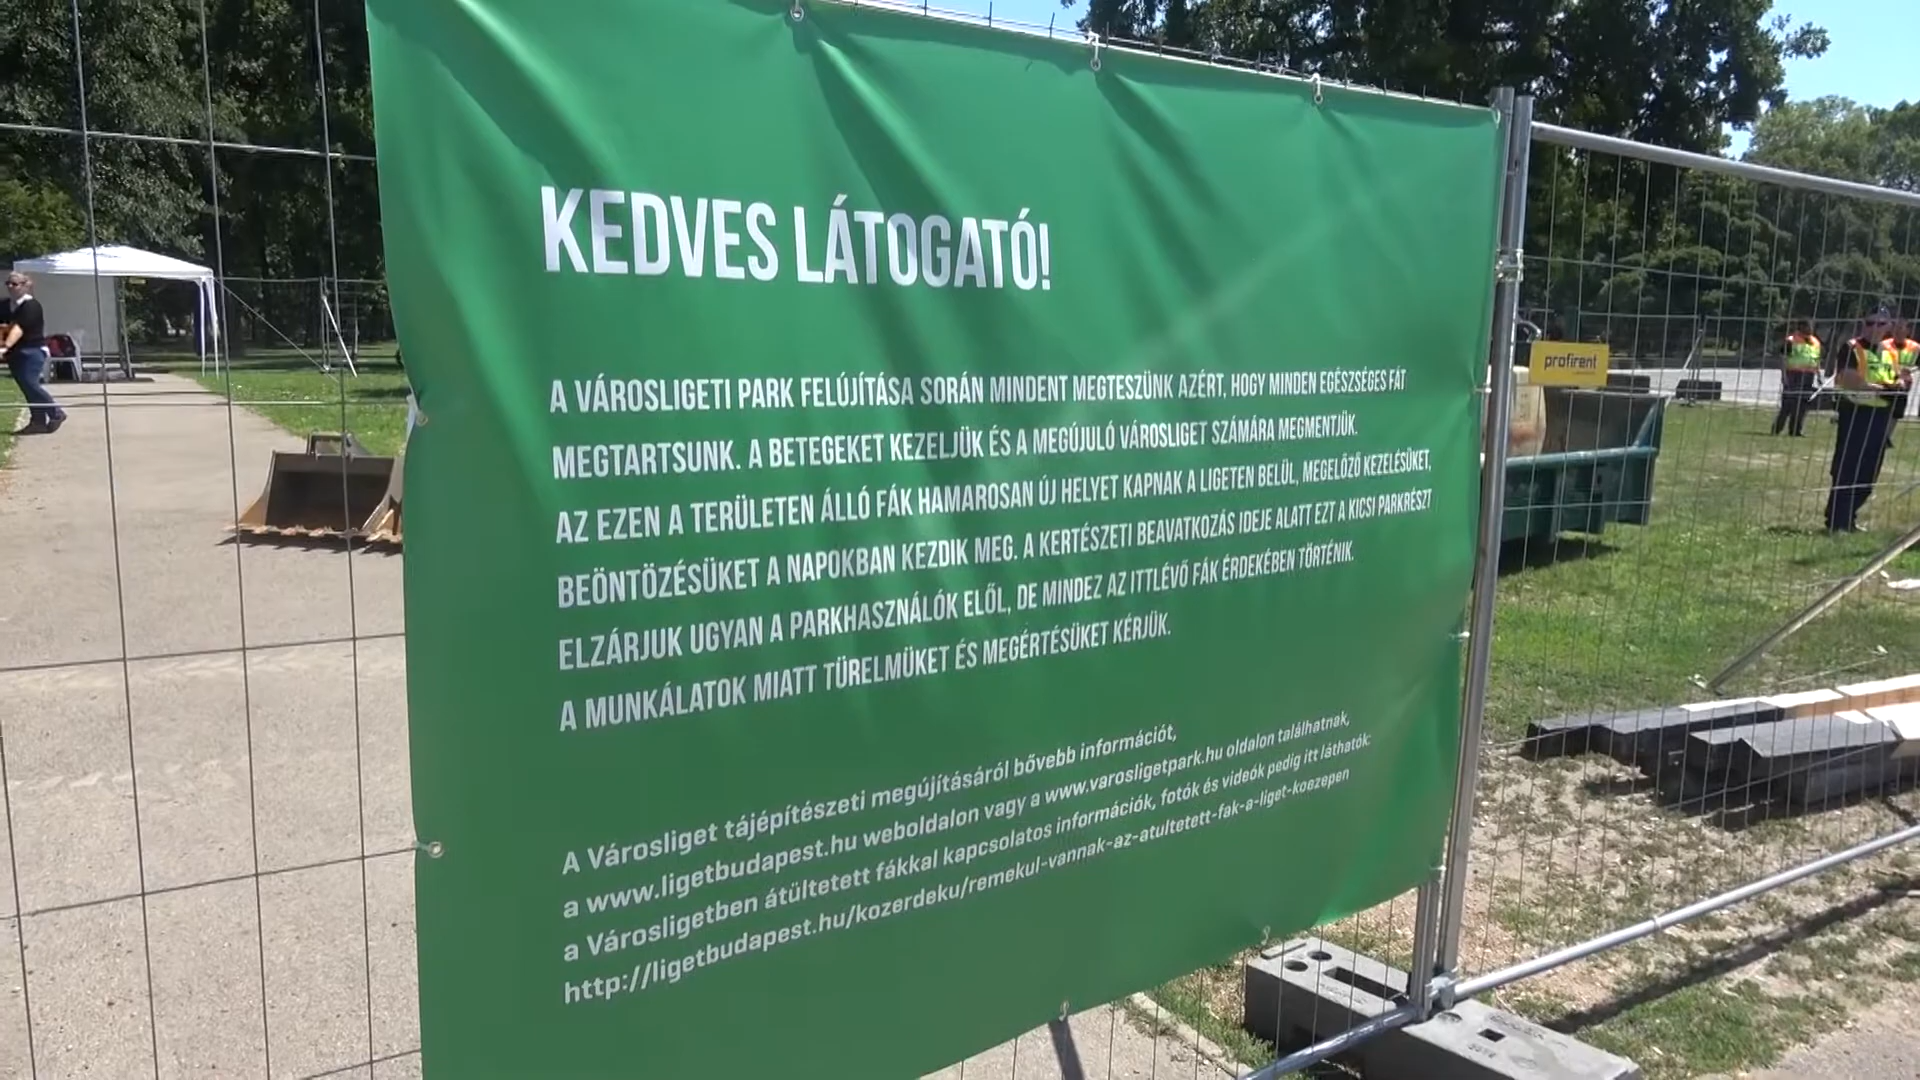 KEDVES LÁTOGATÓ!
A VÁROSLIGETI PARK FELÚJÍTÁSA SORÁN MINDENT MEGTESZÜNK AZÉRT, HOGY MINDEN EGÉSZSÉGES FÁT
MEGTARTSUNK. A BETEGEKET KEZELJÜK ÉS A MEGÚJULÓ VÁROSLIGET SZÁMÁRA MEGMENTJÜK.
AZ EZEN A TERÜLETEN ÁLLÓ FÁK HAMAROSAN ÚJ HELYET KAPNAK A LIGETEN BELÜL, MEGELŐZŐ KEZELÉSÜKET,
BEÖNTÖZÉSÜKET A NAPOKBAN KEZDIK MEG. A KERTÉSZETI BEAVATKOZÁS IDEJE ALATT EZT A KICSI PARKRÉSZT
ELZÁRJUK UGYAN A PARKHASZNÁLÓK ELŐL, DE MINDEZ AZ ITTLÉVŐ FÁK ÉRDEKÉBEN TÖRTÉNIK.
A MUNKÁLATOK MIATT TÜRELMÜKET ÉS MEGÉRTÉSÜKET KÉRJÜK.
A Városliget tájépítészeti megújításáról bővebb információt,
a www.ligetbudapest.hu weboldalon vagy a www.varosligetpark.hu oldalon találhatnak,
a Városligetben átültetett fákkal kapcsolatos információk, fotók és videók pedig itt láthatók:
http://ligetbudapest.hu/kozerdeku/remekul-vannak-az-atultetett-fak-a-liget-koezepen
profirent